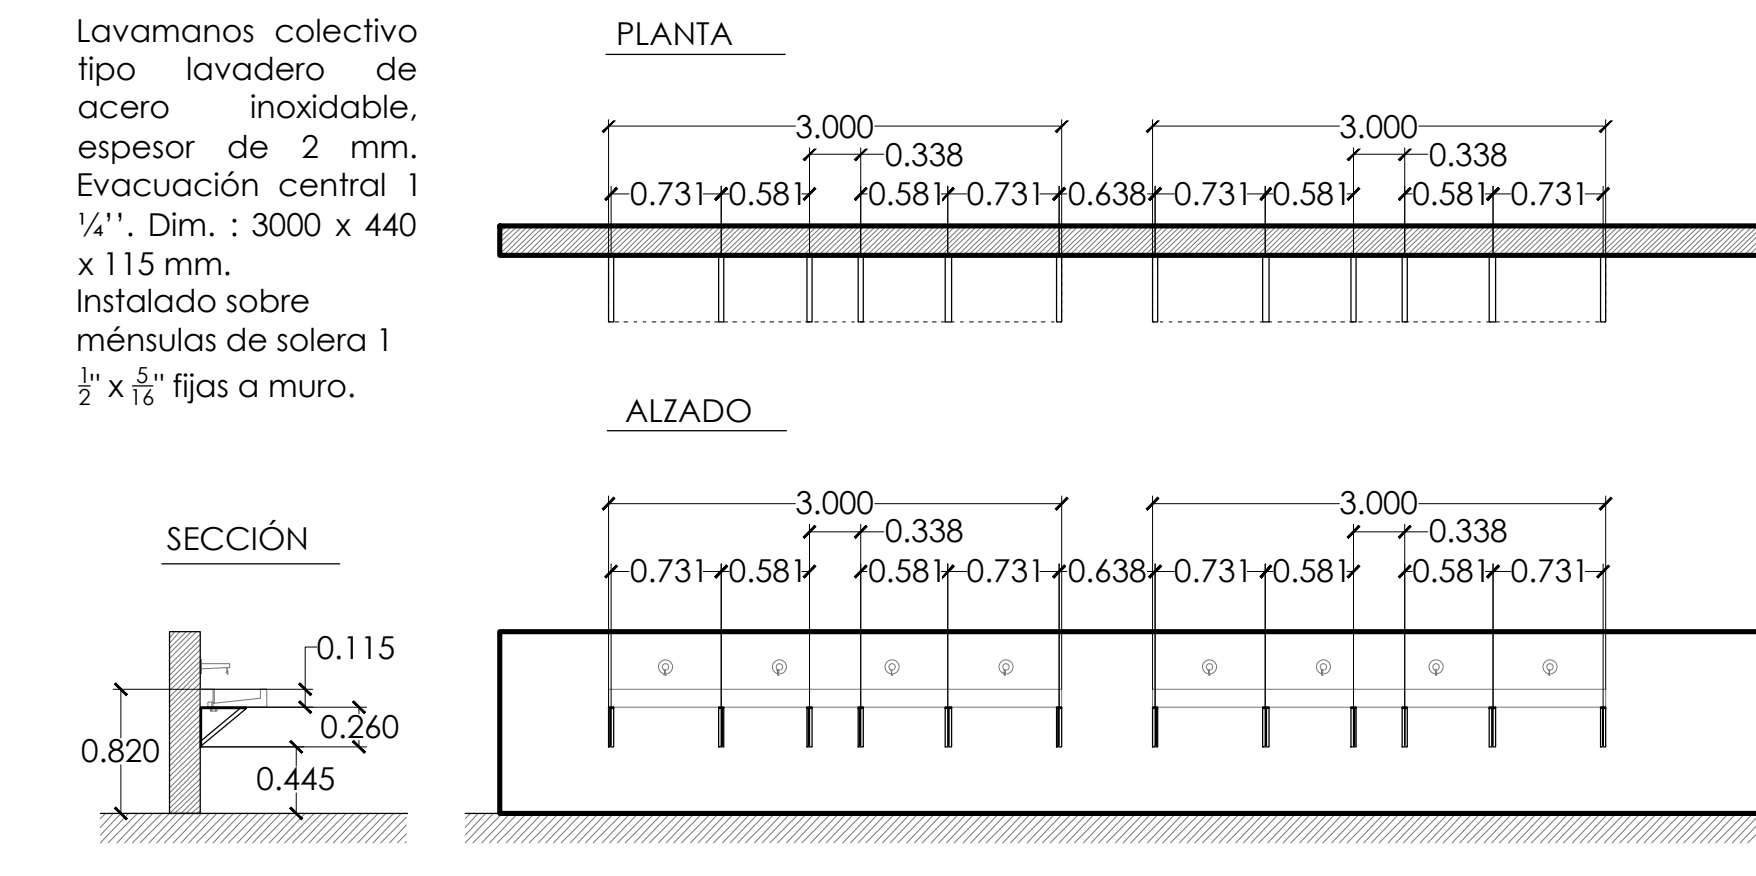 Lavamanos colectivo
tipo lavadero de
acero inoxidable,
espesor de 2 mm.
Evacuación central 1
¼’’. Dim. : 3000 x 440
x 115 mm.
Instalado sobre
ménsulas de solera 1
1/2" x 5/16" fijas a muro.
PLANTA
3.000 3.000
0.338 0.338
0.731 0.581 0.581 0.731 0.638 0.731 0.581 0.581 0.731
ALZADO
3.000 3.000
0.338 0.338
0.731 0.581 0.581 0.731 0.638 0.731 0.581 0.581 0.731
SECCIÓN
0.115
0.260
0.820
0.445